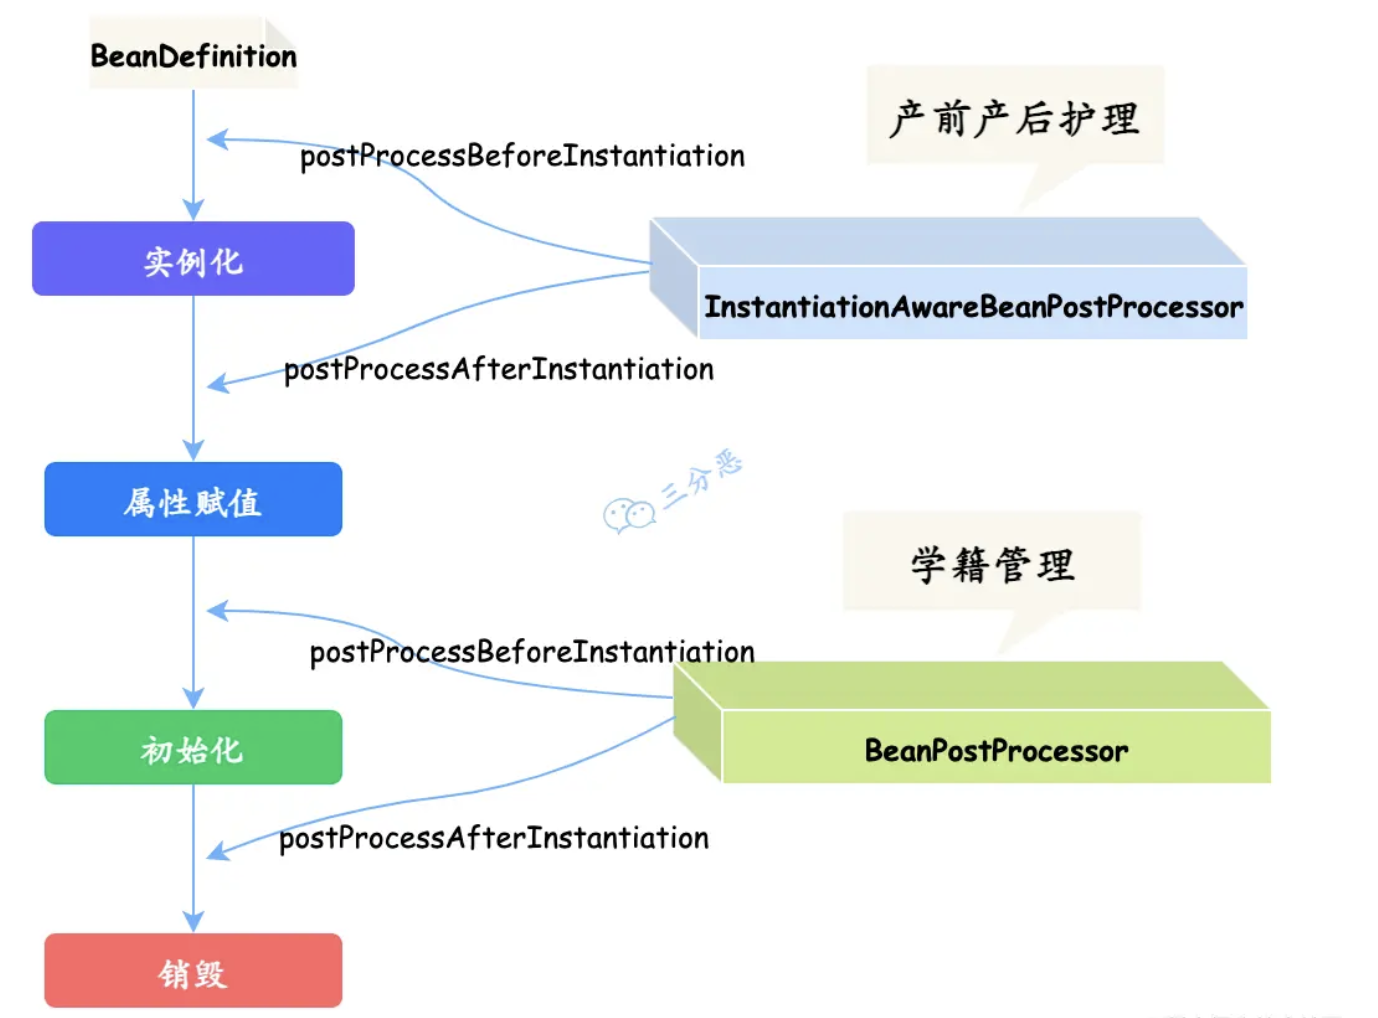 BeanDefinition
产前产后护理
postProcessBeforeInstantiation
实例化
InstantiationAwareBeanPostProcessor
postProcessAfterInstantiation
三分恶
属性赋值
学籍管理
postProcessBeforeInstantiation
初始化
BeanPostProcessor
postProcessAfterInstantiation
销毁